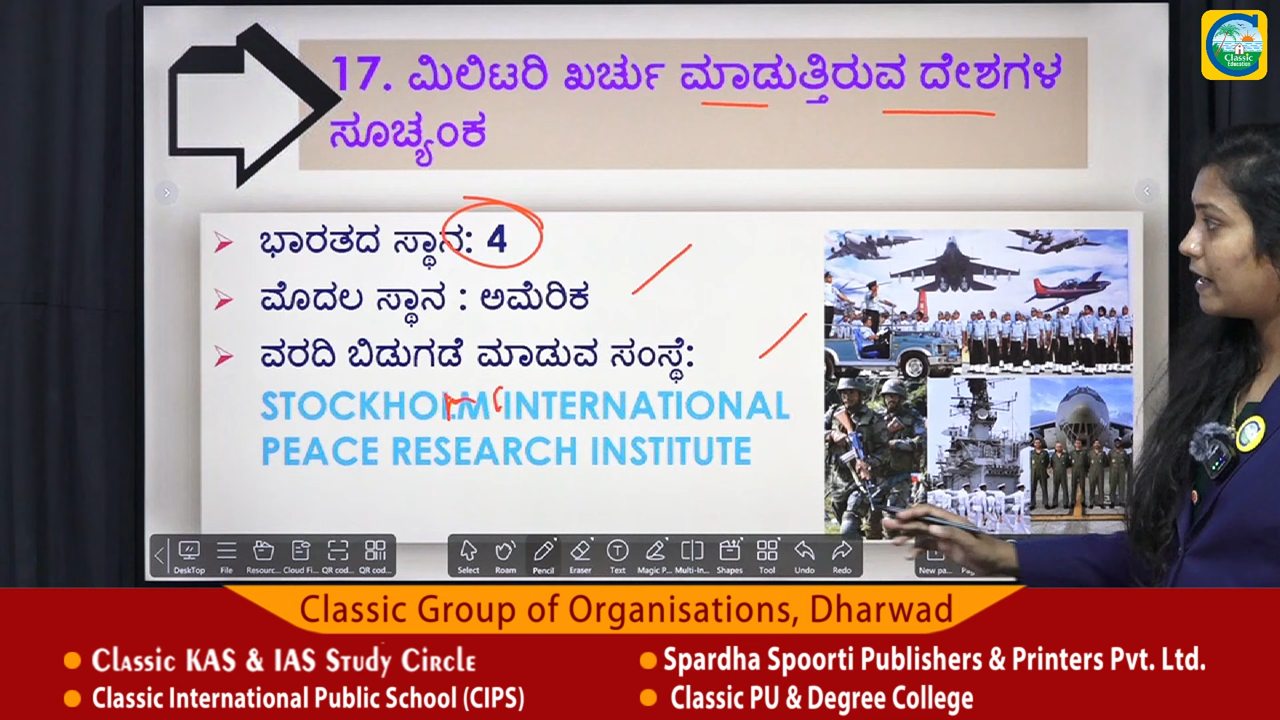 17. ಮಿಲಿಟರಿ ಖರ್ಚು ಮಾಡುತ್ತಿರುವ ದೇಶಗಳ
ಸೂಚ್ಯಂಕ
ಭಾರತದ ಸ್ಥಾನ: 4
ಮೊದಲ ಸ್ಥಾನ : ಅಮೆರಿಕ
ವರದಿ ಬಿಡುಗಡೆ ಮಾಡುವ ಸಂಸ್ಥೆ:
STOCKHOLM INTERNATIONAL
PEACE RESEARCH INSTITUTE
Classic
Education
DeskTop File Resourc... Cloud Fi... QR cod... QR cod... Select Roam Pencil Eraser Text Magic P... Multi-In... Shapes Tool Undo Redo New pa...
Classic Group of Organisations, Dharwad
Classic KAS & IAS Study Circle
Spardha Spoorti Publishers & Printers Pvt. Ltd.
Classic International Public School (CIPS)
Classic PU & Degree College